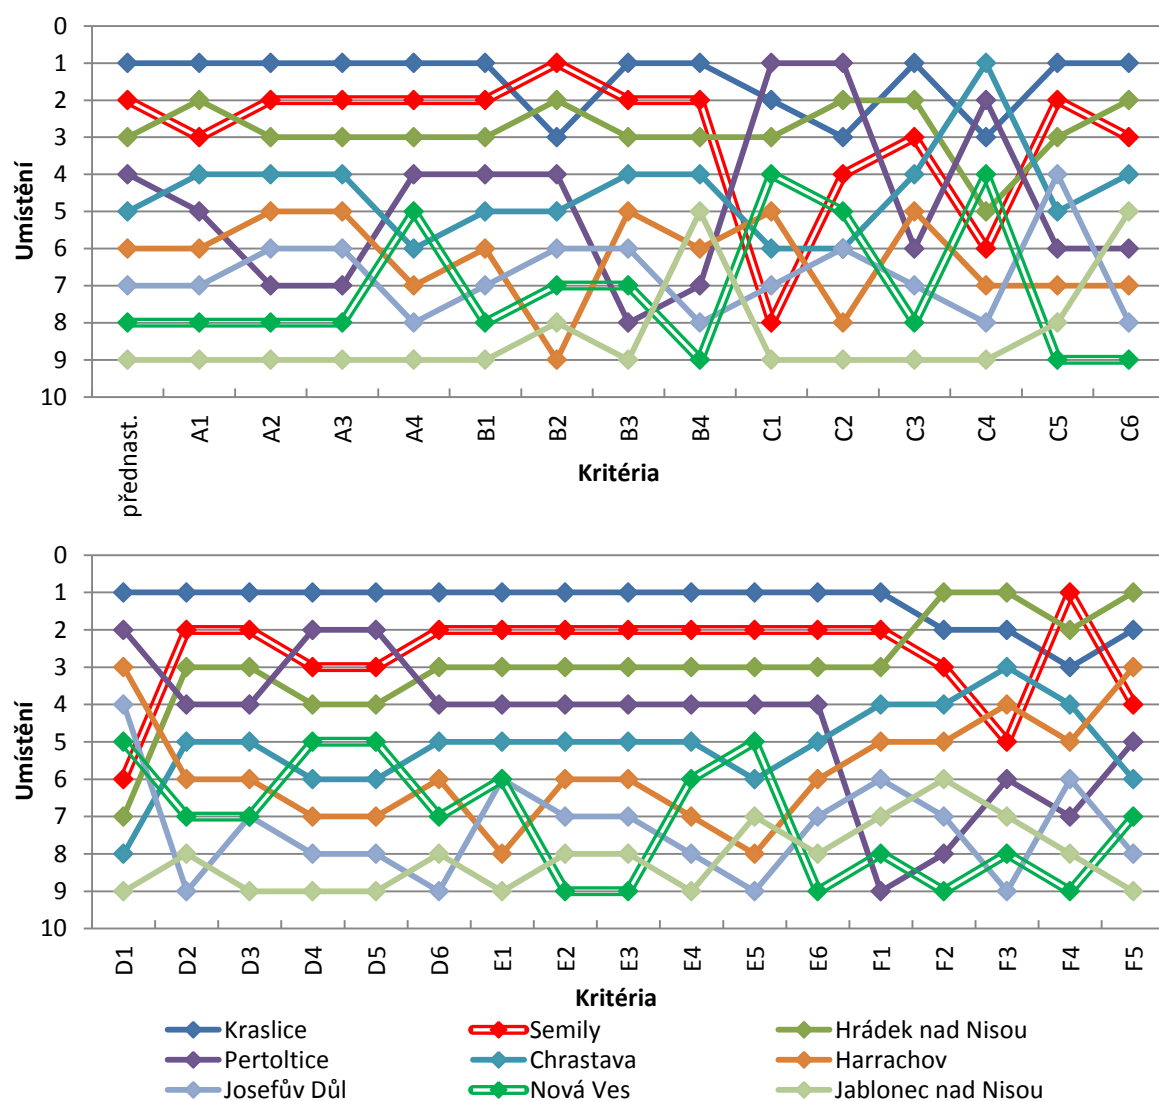 0
1
2
3
4
5
6
7
8
9
10
Umístění
přednast. A1 A2 A3 A4 B1 B2 B3 B4 C1 C2 C3 C4 C5 C6
Kritéria
0
1
2
3
4
5
6
7
8
9
10
Umístění
D1 D2 D3 D4 D5 D6 E1 E2 E3 E4 E5 E6 F1 F2 F3 F4 F5
Kritéria
Kraslice Semily Hrádek nad Nisou
Pertoltice Chrastava Harrachov
Josefův Důl Nová Ves Jablonec nad Nisou